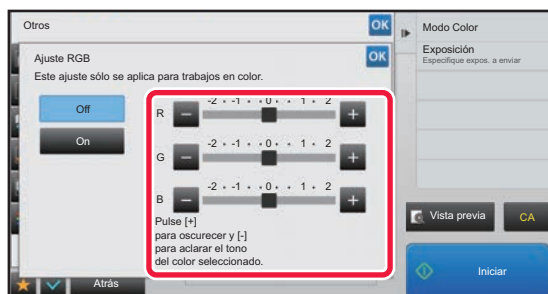 Otros
OK
Ajuste RGB
OK
Este ajuste sólo se aplica para trabajos en color.
Off
On
-2 • -1 • • 0 • • 1 • 2
R - +
-2 • -1 • • 0 • • 1 • 2
G - +
-2 • -1 • • 0 • • 1 • 2
B - +
Pulse [+]
para oscurecer y [-]
para aclarar el tono
del color seleccionado.
Atrás
Modo Color
Exposición
Especifique expos. a enviar
Vista previa
CA
Iniciar